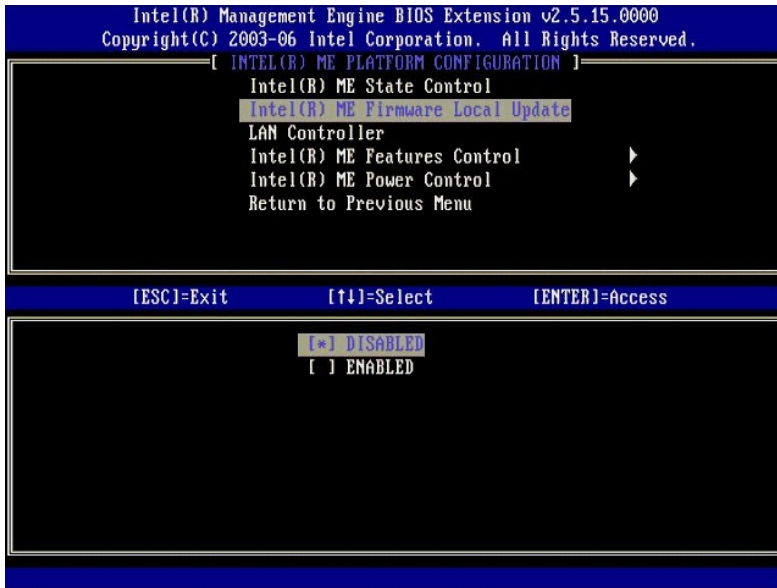 Intel(R) Management Engine BIOS Extension v2.5.15.0000
Copyright(C) 2003-06 Intel Corporation. All Rights Reserved.
[ INTEL(R) ME PLATFORM CONFIGURATION ]
Intel(R) ME State Control
Intel(R) ME Firmware Local Update
LAN Controller
Intel(R) ME Features Control
Intel(R) ME Power Control
Return to Previous Menu
[ESC]=Exit [↑↓]=Select [ENTER]=Access
[*] DISABLED
[ ] ENABLED